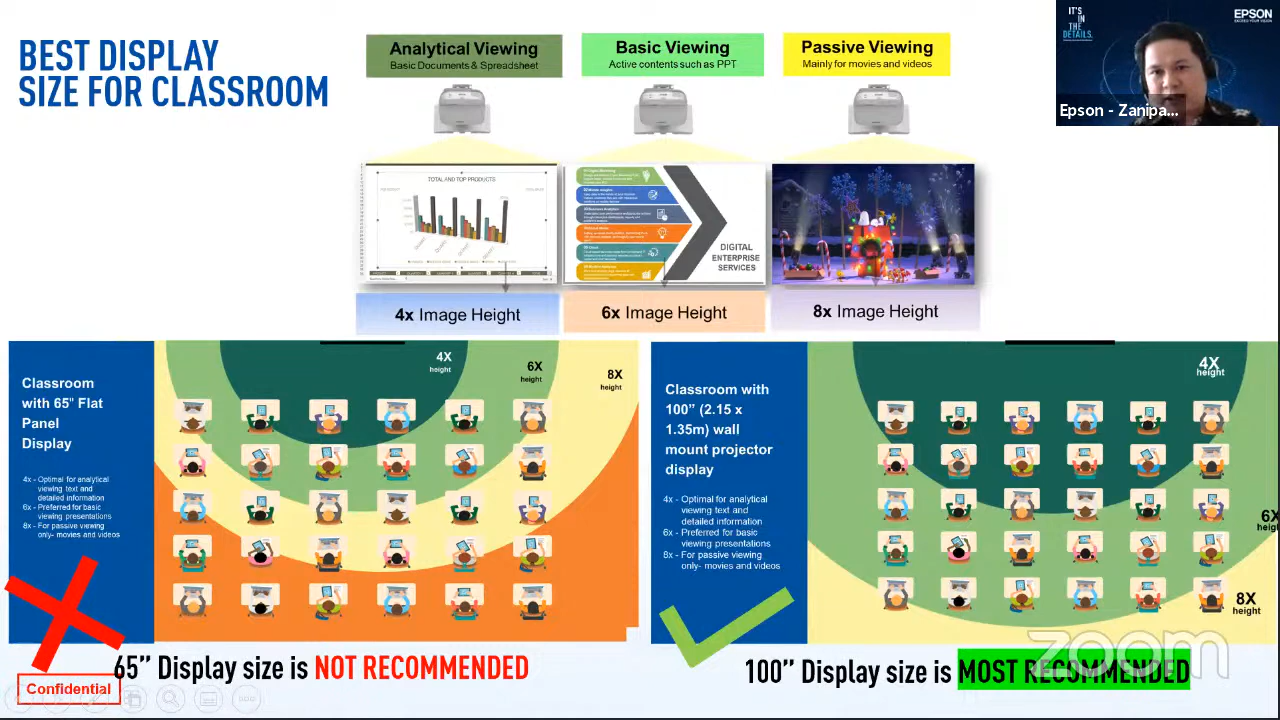 BEST DISPLAY
SIZE FOR CLASSROOM
Analytical Viewing
Basic Documents & Spreadsheet
Basic Viewing
Active contents such as PPT
Passive Viewing
Mainly for movies and videos
IT'S
IN
THE
DETAILS.
EPSON
EXCEED YOUR VISION
Epson - Zanipa...
TOTAL AND TOP PRODUCTS
DIGITAL
ENTERPRISE
SERVICES
4x Image Height
6x Image Height
8x Image Height
Classroom
with 65" Flat
Panel
Display
4x - Optimal for analytical
viewing text and
detailed information
6x - Preferred for basic
viewing presentations
8x - For passive viewing
only- movies and videos
4X
height
6X
height
8X
height
Classroom with
100” (2.15 x
1.35m) wall
mount projector
display
4x - Optimal for analytical
viewing text and
detailed information
6x - Preferred for basic
viewing presentations
8x - For passive viewing
only- movies and videos
4X
height
6X
heigh
8X
height
65” Display size is NOT RECOMMENDED
100” Display size is MOST RECOMMENDED
zoom
Confidential